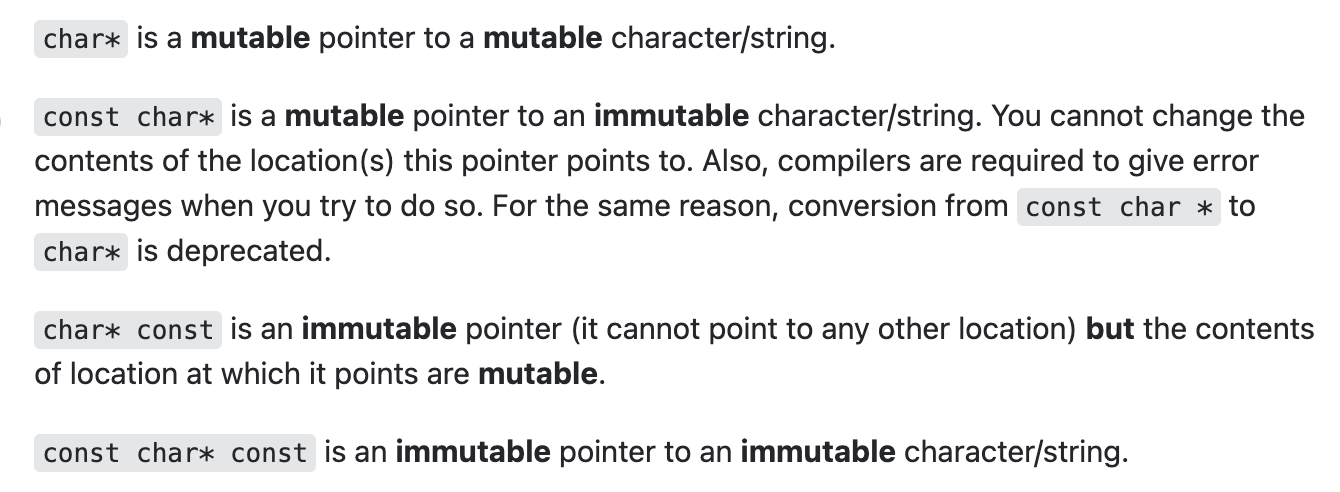 char* is a mutable pointer to a mutable character/string.
const char* is a mutable pointer to an immutable character/string. You cannot change the
contents of the location(s) this pointer points to. Also, compilers are required to give error
messages when you try to do so. For the same reason, conversion from const char * to
char* is deprecated.
char* const is an immutable pointer (it cannot point to any other location) but the contents
of location at which it points are mutable.
const char* const is an immutable pointer to an immutable character/string.